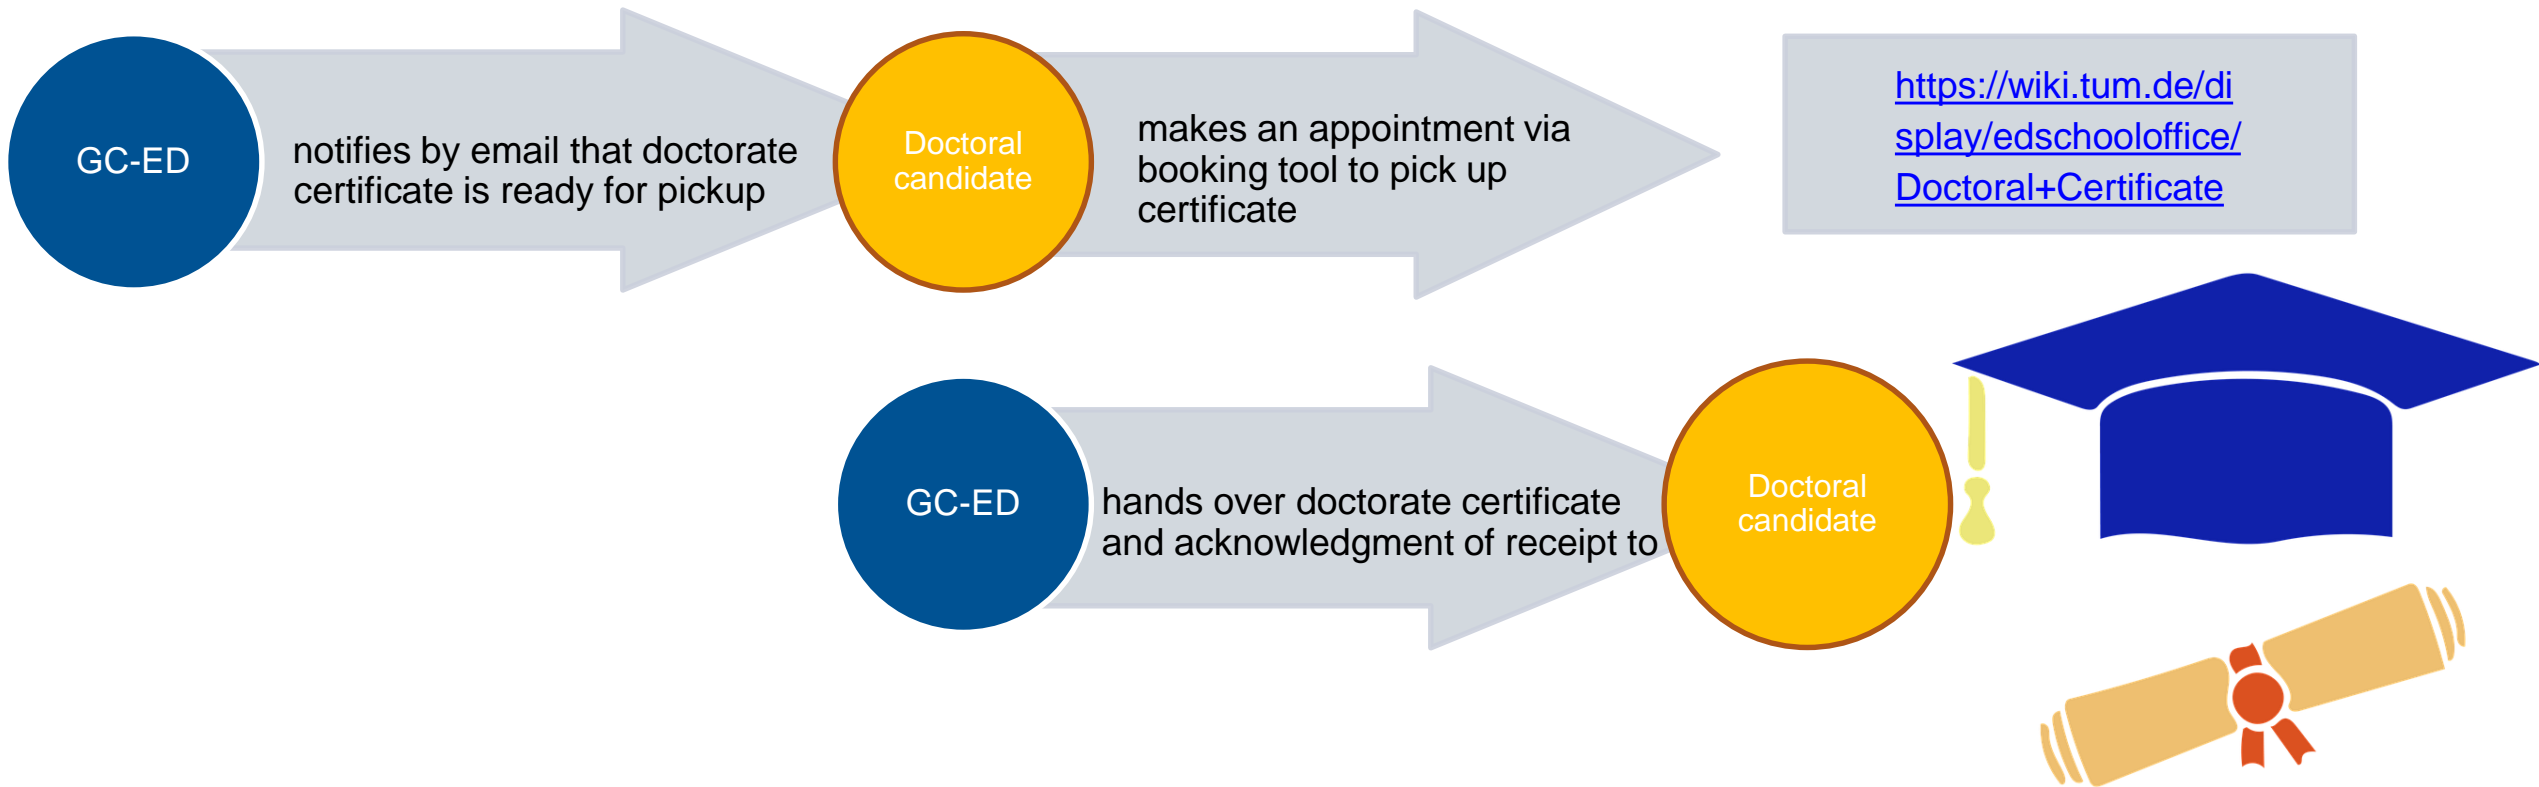 GC-ED
notifies by email that doctorate
certificate is ready for pickup
Doctoral
candidate
makes an appointment via
booking tool to pick up
certificate
https://wiki.tum.de/di
splay/edschooloffice/
Doctoral+Certificate
GC-ED
hands over doctorate certificate
and acknowledgment of receipt to
Doctoral
candidate